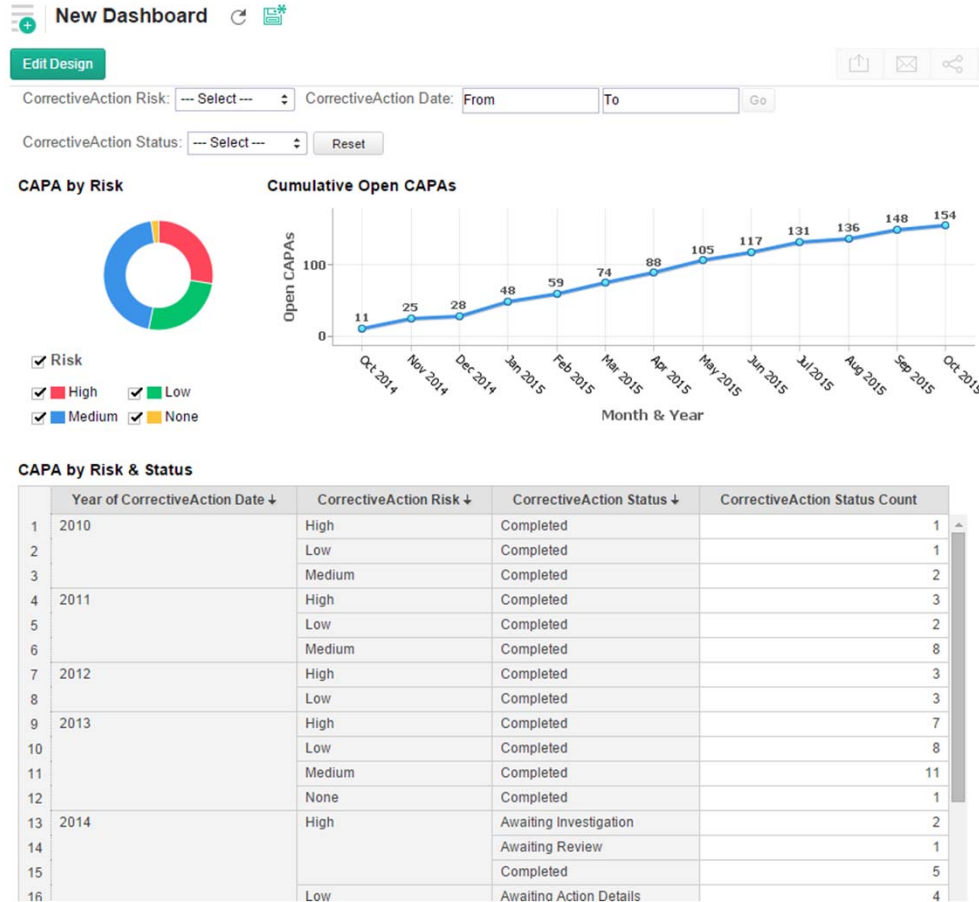 New Dashboard
Edit Design
CorrectiveAction Risk: --- Select --- CorrectiveAction Date: From To Go
CorrectiveAction Status: --- Select --- Reset
CAPA by Risk
Risk
High Low
Medium None
Cumulative Open CAPAs
Open CAPAs
100
0
11 25 28 48 59 74 88 105 117 131 136 148 154
Oct 2014 Nov 2014 Dec 2014 Jan 2015 Feb 2015 Mar 2015 Apr 2015 May 2015 Jun 2015 Jul 2015 Aug 2015 Sep 2015 Oct 2015
Month & Year
CAPA by Risk & Status
Year of CorrectiveAction Date CorrectiveAction Risk CorrectiveAction Status CorrectiveAction Status Count
1 2010 High Completed 1
2 Low Completed 1
3 Medium Completed 2
4 2011 High Completed 3
5 Low Completed 2
6 Medium Completed 8
7 2012 High Completed 3
8 Low Completed 3
9 2013 High Completed 7
10 Low Completed 8
11 Medium Completed 11
12 None Completed 1
13 2014 High Awaiting Investigation 2
14 Awaiting Review 1
15 Completed 5
16 Low Awaiting Action Details 4